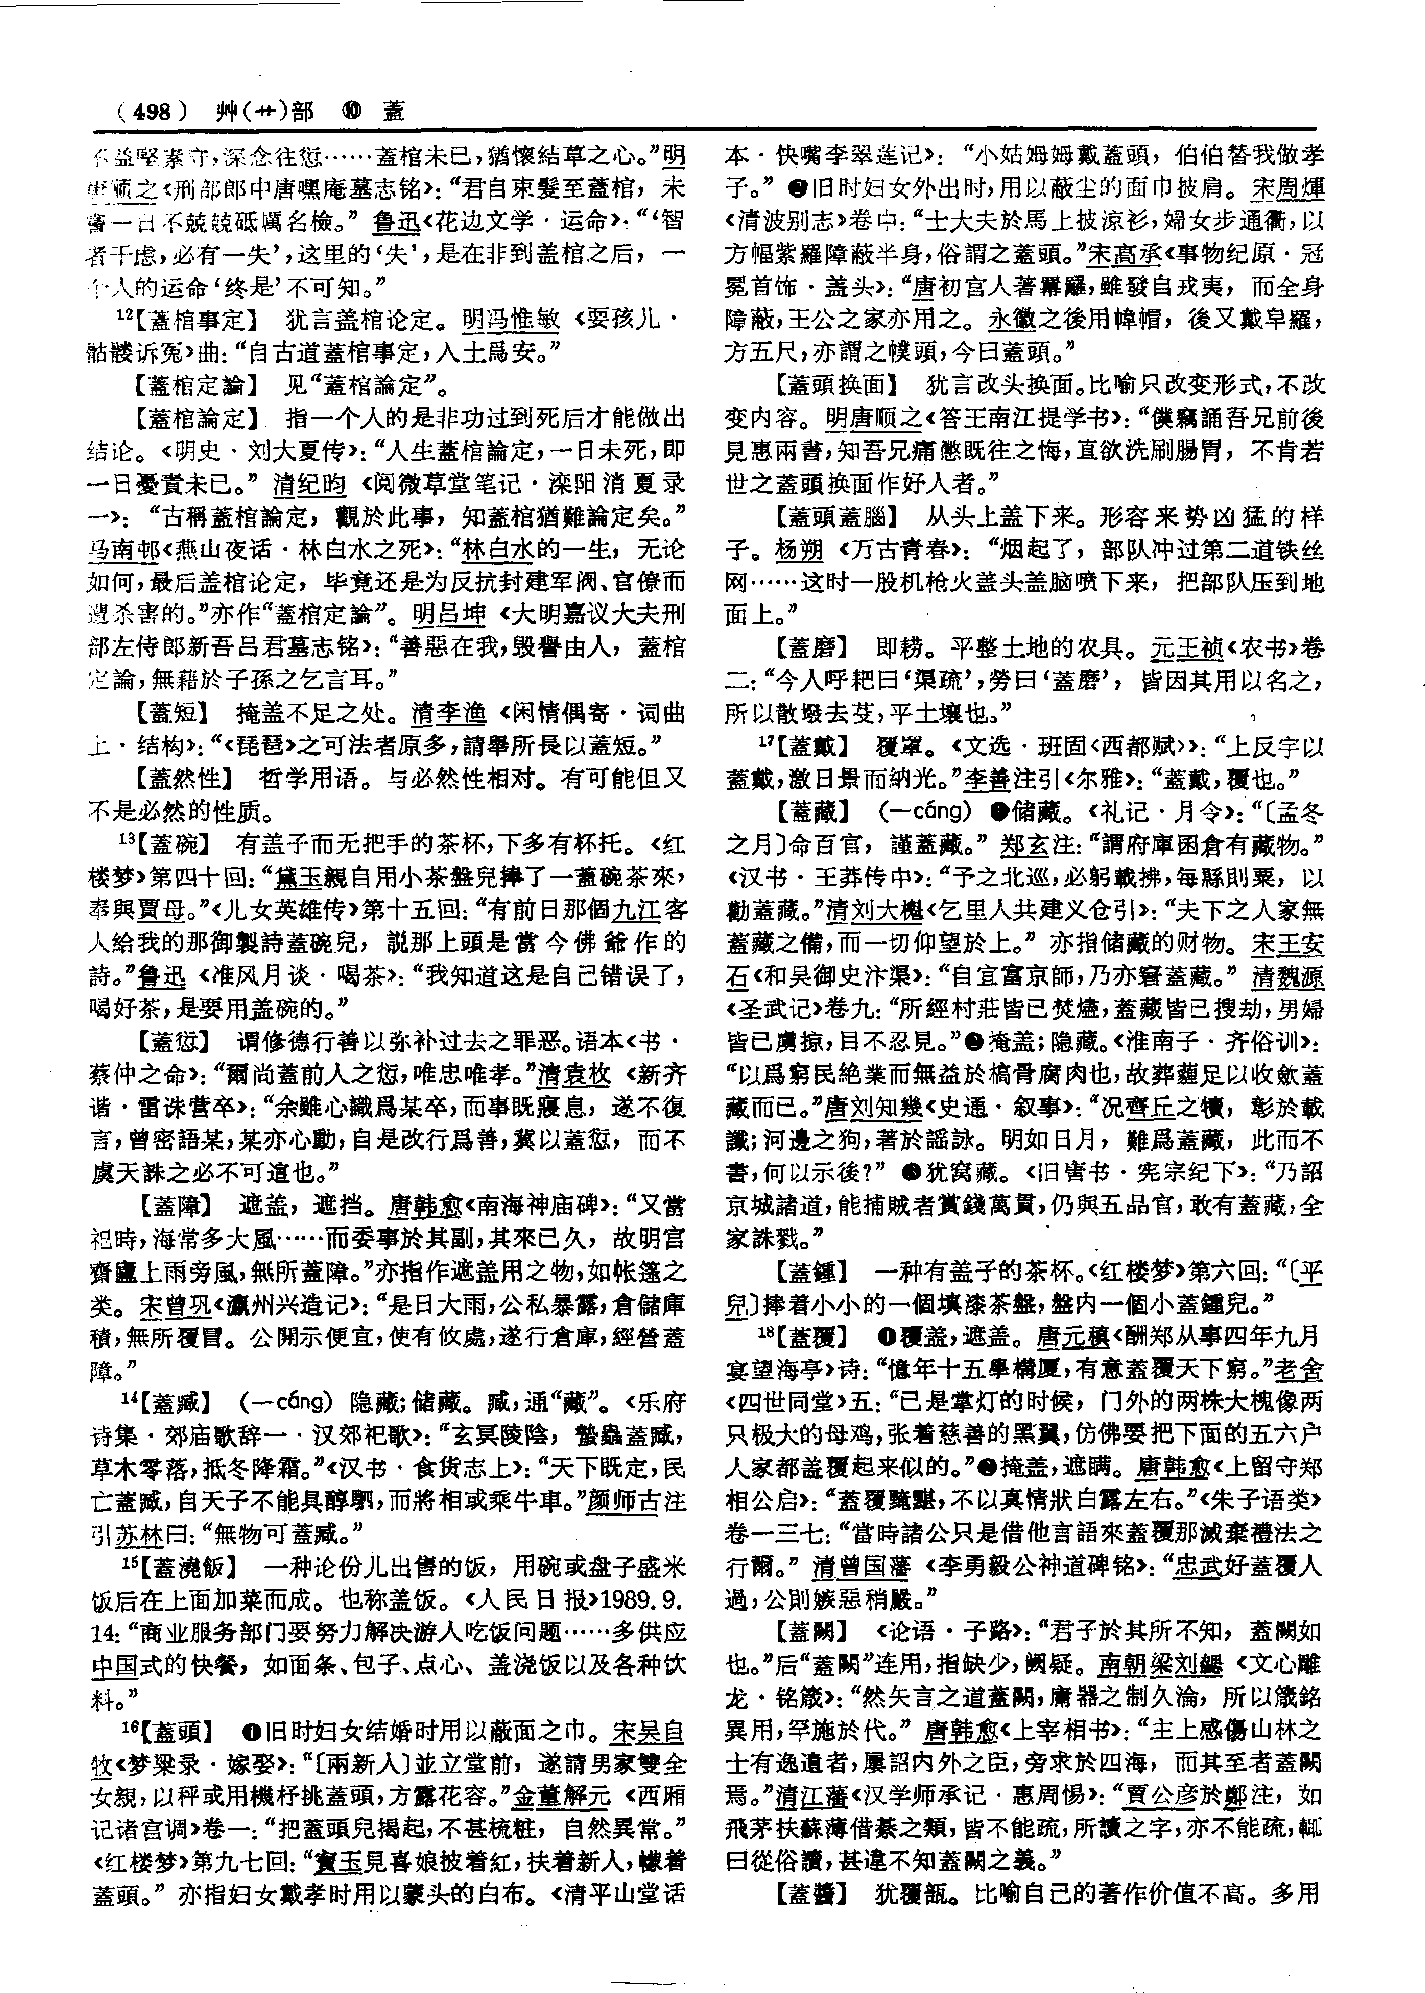 （498） 艸(艹)部 ⑩ 蓋
不益堅素守，深念往愆……蓋棺未已，猶懷結草之心。”明
唐顺之《刑部郎中唐嘿庵墓志铭》：“君自束髮至蓋棺，未
嘗一日不兢兢砥厲名檢。” 鲁迅《花边文学·运命》：“‘智
者千虑，必有一失’，这里的‘失’，是在非到盖棺之后，一
个人的运命‘终是’不可知。”
12【蓋棺事定】 犹言盖棺论定。明冯惟敏《耍孩儿·
骷髅诉冤》曲：“自古道蓋棺事定，入土爲安。”
【蓋棺定論】 见“蓋棺論定”。
【蓋棺論定】 指一个人的是非功过到死后才能做出
结论。《明史·刘大夏传》：“人生蓋棺論定，一日未死，即
一日憂責未已。” 清纪昀《阅微草堂笔记·滦阳消夏录
一》：“古稱蓋棺論定，觀於此事，知蓋棺猶難論定矣。”
马南邨《燕山夜话·林白水之死》：“林白水的一生，无论
如何，最后盖棺论定，毕竟还是为反抗封建军阀、官僚而
遭杀害的。”亦作“蓋棺定論”。明吕坤《大明嘉议大夫刑
部左侍郎新吾吕君墓志铭》：“善惡在我，毁譽由人，蓋棺
定論，無藉於子孫之乞言耳。”
【蓋短】 掩盖不足之处。清李渔《闲情偶寄·词曲
上·结构》：“《琵琶》之可法者原多，請舉所長以蓋短。”
【蓋然性】 哲学用语。与必然性相对。有可能但又
不是必然的性质。
13【蓋碗】 有盖子而无把手的茶杯，下多有杯托。《红
楼梦》第四十回：“黛玉親自用小茶盤兒捧了一蓋碗茶來，
奉與賈母。”《儿女英雄传》第十五回：“有前日那個九江客
人给我的那御製詩蓋碗兒，説那上頭是當今佛爺作的
詩。”鲁迅《准风月谈·喝茶》：“我知道这是自己错误了，
喝好茶，是要用盖碗的。”
【蓋愆】 谓修德行善以弥补过去之罪恶。语本《书·
蔡仲之命》：“爾尚蓋前人之愆，唯忠唯孝。”清袁枚《新齐
谐·雷诛营卒》：“余雖心識爲某卒，而事既寢息，遂不復
言，曾密語某，某亦心動，自是改行爲善，冀以蓋愆，而不
虞天誅之必不可逭也。”
【蓋障】 遮盖，遮挡。唐韩愈《南海神庙碑》：“又當
祀時，海常多大風……而委事於其副，其來已久，故明宫
齋廬上雨旁風，無所蓋障。”亦指作遮盖用之物，如帐篷之
类。宋曾巩《瀛州兴造记》：“是日大雨，公私暴露，倉儲庫
積，無所覆冒。公開示便宜，使有攸處，遂行倉庫，經營蓋
障。”
14【蓋臧】（—cáng）隐藏；储藏。臧，通“藏”。《乐府
诗集·郊庙歌辞一·汉郊祀歌》：“玄冥陵陰，蟄蟲蓋臧，
草木零落，抵冬降霜。”《汉书·食货志上》：“天下既定，民
亡蓋臧，自天子不能具醇駟，而將相或乘牛車。”颜师古注
引苏林曰：“無物可蓋臧。”
15【蓋澆飯】 一种论份儿出售的饭，用碗或盘子盛米
饭后在上面加菜而成。也称盖饭。《人民日报》1989.9.
14：“商业服务部门要努力解决游人吃饭问题……多供应
中国式的快餐，如面条、包子、点心、盖浇饭以及各种饮
料。”
16【蓋頭】 ❶旧时妇女结婚时用以蔽面之巾。宋吴自
牧《梦粱录·嫁娶》：“〔兩新人〕並立堂前，遂請男家雙全
女親，以秤或用機杼挑蓋頭，方露花容。”金董解元《西厢
记诸宫调》卷一：“把蓋頭兒揭起，不甚梳粧，自然異常。”
《红楼梦》第九七回：“寶玉見喜娘披着紅，扶着新人，幪着
蓋頭。” 亦指妇女戴孝时用以蒙头的白布。《清平山堂话
本·快嘴李翠莲记》：“小姑姆姆戴蓋頭，伯伯替我做孝
子。” ❷旧时妇女外出时，用以蔽尘的面巾披肩。宋周煇
《清波别志》卷中：“士大夫於馬上披凉衫，婦女步通衢，以
方幅紫羅障蔽半身，俗謂之蓋頭。”宋高承《事物纪原·冠
冕首饰·盖头》：“唐初宫人著冪䍦，雖發自戎夷，而全身
障蔽，王公之家亦用之。永徽之後用幃帽，後又戴皁羅，
方五尺，亦謂之幞頭，今曰蓋頭。”
【蓋頭换面】 犹言改头换面。比喻只改变形式，不改
变内容。明唐顺之《答王南江提学书》：“僕竊誦吾兄前後
見惠兩書，知吾兄痛懲既往之悔，直欲洗刷腸胃，不肯若
世之蓋頭换面作好人者。”
【蓋頭蓋腦】 从头上盖下来。形容来势凶猛的样
子。杨朔《万古青春》：“烟起了，部队冲过第二道铁丝
网……这时一股机枪火盖头盖脑喷下来，把部队压到地
面上。”
【蓋磨】 即耢。平整土地的农具。元王祯《农书》卷
二：“今人呼耙曰‘渠疏’，勞曰‘蓋磨’，皆因其用以名之，
所以散墢去芟，平土壤也。”
17【蓋戴】 覆罩。《文选·班固〈西都赋〉》：“上反宇以
蓋戴，激日景而納光。”李善注引《尔雅》：“蓋戴，覆也。”
【蓋藏】（—cáng）❶储藏。《礼记·月令》：“〔孟冬
之月〕命百官，謹蓋藏。” 郑玄注：“謂府庫囷倉有藏物。”
《汉书·王莽传中》：“予之北巡，必躬載拂，每縣則粟，以
勸蓋藏。”清刘大櫆《乞里人共建义仓引》：“夫下之人家無
蓋藏之備，而一切仰望於上。” 亦指储藏的财物。宋王安
石《和吴御史汴渠》：“自宜富京師，乃亦窘蓋藏。” 清魏源
《圣武记》卷九：“所經村莊皆已焚燒，蓋藏皆已搜劫，男婦
皆已虜掠，目不忍見。”❷掩盖；隐藏。《淮南子·齐俗训》：
“以爲窮民絶業而無益於槁骨腐肉也，故葬薶足以收斂蓋
藏而已。”唐刘知幾《史通·叙事》：“况齊丘之犢，彰於載
讖；河邊之狗，著於謡詠。明如日月，難爲蓋藏，此而不
書，何以示後？” ❸犹窝藏。《旧唐书·宪宗纪下》：“乃詔
京城諸道，能捕賊者賞錢萬貫，仍與五品官，敢有蓋藏，全
家誅戮。”
【蓋鍾】 一种有盖子的茶杯。《红楼梦》第六回：“〔平
兒〕捧着小小的一個填漆茶盤，盤内一個小蓋鍾兒。”
18【蓋覆】 ❶覆盖，遮盖。唐元稹《酬郑从事四年九月
宴望海亭》诗：“憶年十五學構厦，有意蓋覆天下窮。”老舍
《四世同堂》五：“已是掌灯的时候，门外的两株大槐像两
只极大的母鸡，张着慈善的黑翼，仿佛要把下面的五六户
人家都盖覆起来似的。”❷掩盖，遮瞒。唐韩愈《上留守郑
相公启》：“蓋覆黤黮，不以真情狀白露左右。”《朱子语类》
卷一三七：“當時諸公只是借他言語來蓋覆那滅棄禮法之
行爾。” 清曾国藩《李勇毅公神道碑铭》：“忠武好蓋覆人
過，公則嫉惡稍嚴。”
【蓋闕】 《论语·子路》：“君子於其所不知，蓋闕如
也。”后“蓋闕”连用，指缺少，阙疑。南朝梁刘勰《文心雕
龙·铭箴》：“然矢言之道蓋闕，庸器之制久淪，所以箴銘
異用，罕施於代。” 唐韩愈《上宰相书》：“主上感傷山林之
士有逸遺者，屢詔内外之臣，旁求於四海，而其至者蓋闕
焉。”清江藩《汉学师承记·惠周惕》：“賈公彦於鄭注，如
飛茅扶蘇薄借綦之類，皆不能疏，所讀之字，亦不能疏，輒
曰從俗讀，甚違不知蓋闕之義。”
【蓋醬】 犹覆瓿。比喻自己的著作价值不高。多用